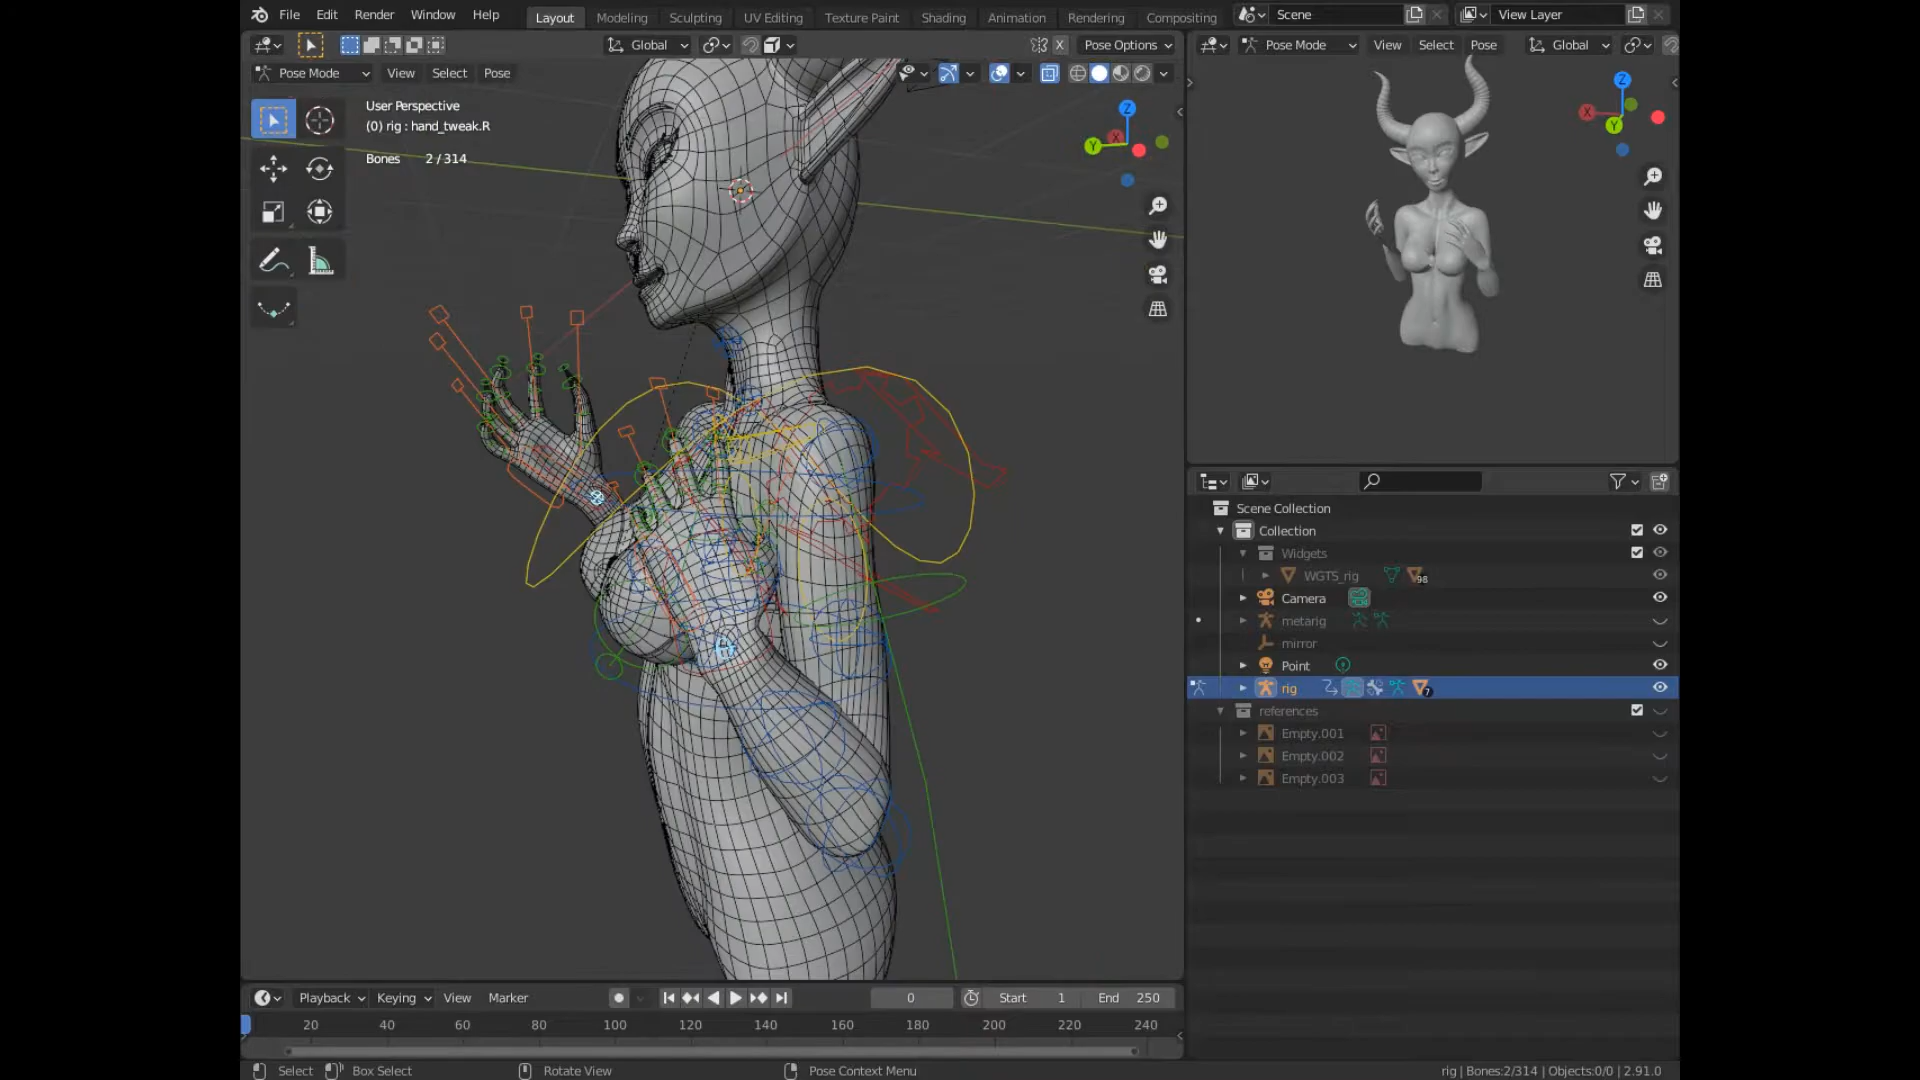 File Edit Render Window Help Layout Modeling Sculpting UV Editing Texture Paint Shading Animation Rendering Compositing Scene View Layer
Global X Pose Options Pose Mode View Select Pose Global
Pose Mode View Select Pose
User Perspective
(0) rig : hand_tweak.R
Bones 2 / 314
Z
X
Y
Z
X
Y
Scene Collection
Collection
Widgets
WGTS_rig 98
Camera
metarig
mirror
Point
rig 7
references
Empty.001
Empty.002
Empty.003
Playback Keying View Marker 0 Start 1 End 250
20 40 60 80 100 120 140 160 180 200 220 240
Select Box Select Rotate View Pose Context Menu rig | Bones:2/314 | Objects:0/0 | 2.91.0